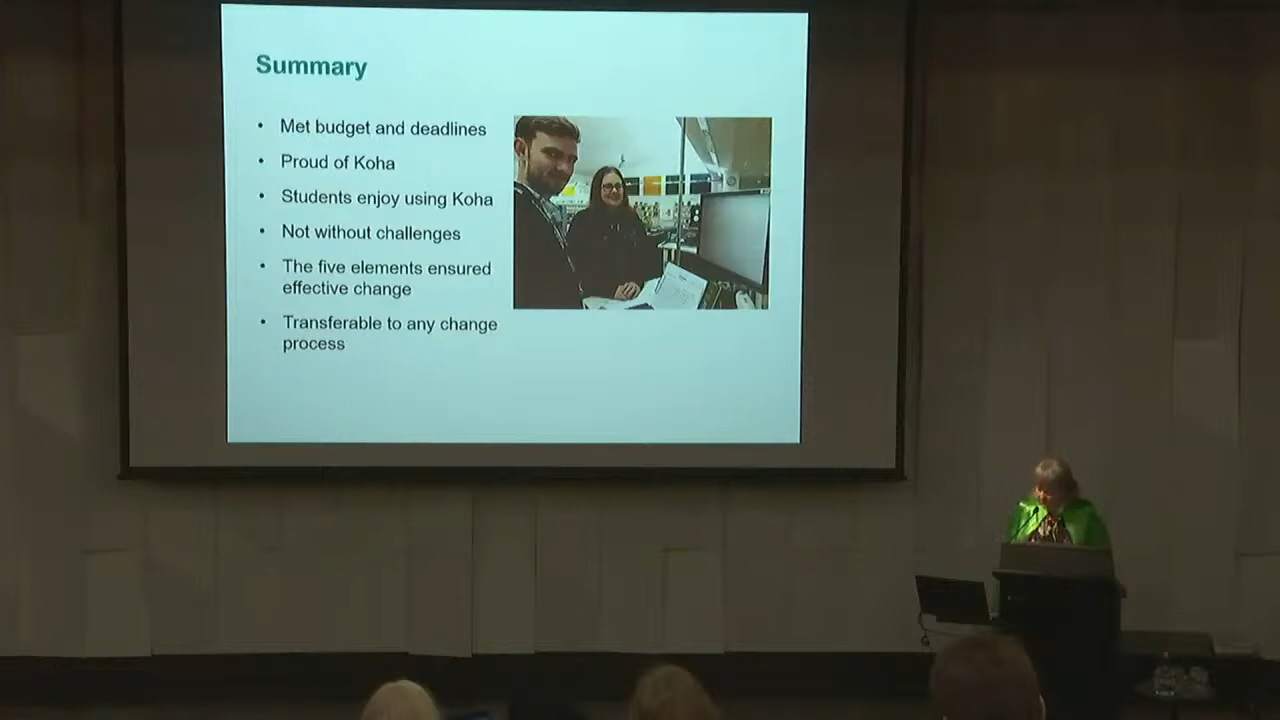 Summary
• Met budget and deadlines
• Proud of Koha
• Students enjoy using Koha
• Not without challenges
• The five elements ensured
effective change
• Transferable to any change
process